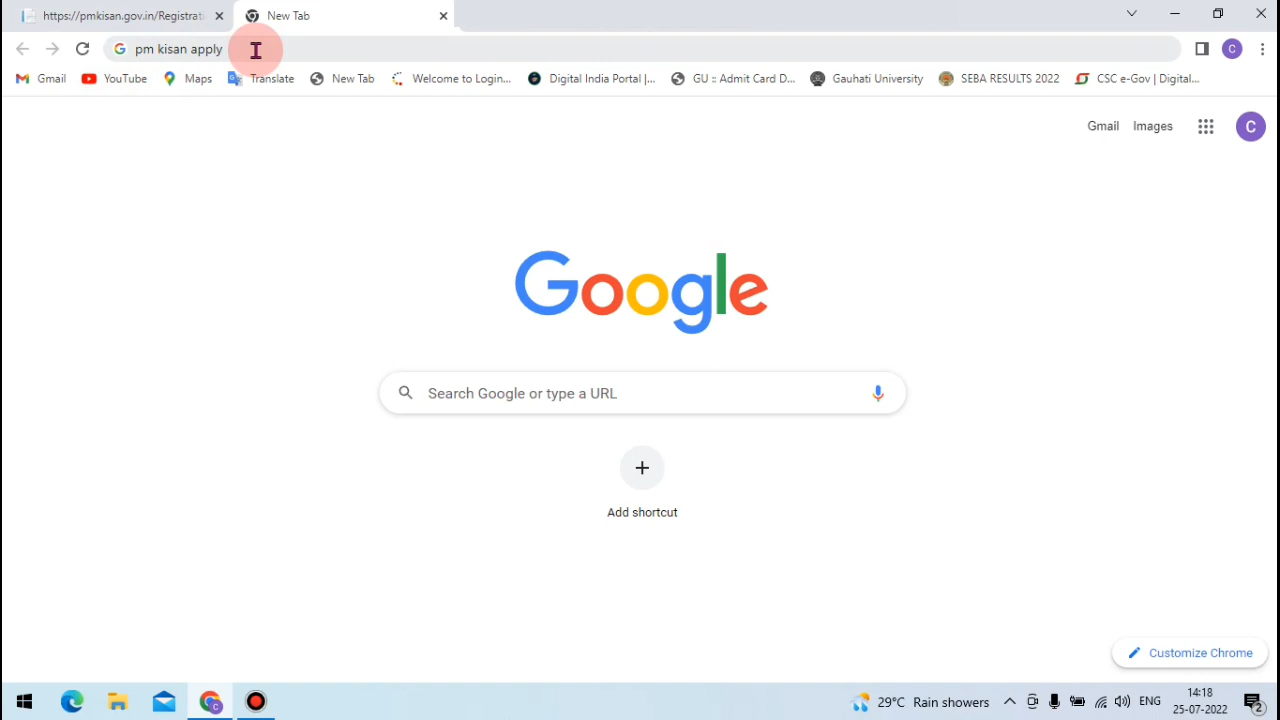 https://pmkisan.gov.in/Registrati
New Tab
pm kisan apply
C
Gmail
YouTube
Maps
Translate
New Tab
Welcome to Login...
Digital India Portal |...
GU :: Admit Card D...
Gauhati University
SEBA RESULTS 2022
CSC e-Gov | Digital...
Gmail
Images
C
Google
Search Google or type a URL
Add shortcut
Customize Chrome
29°C Rain showers
ENG
14:18
25-07-2022
2